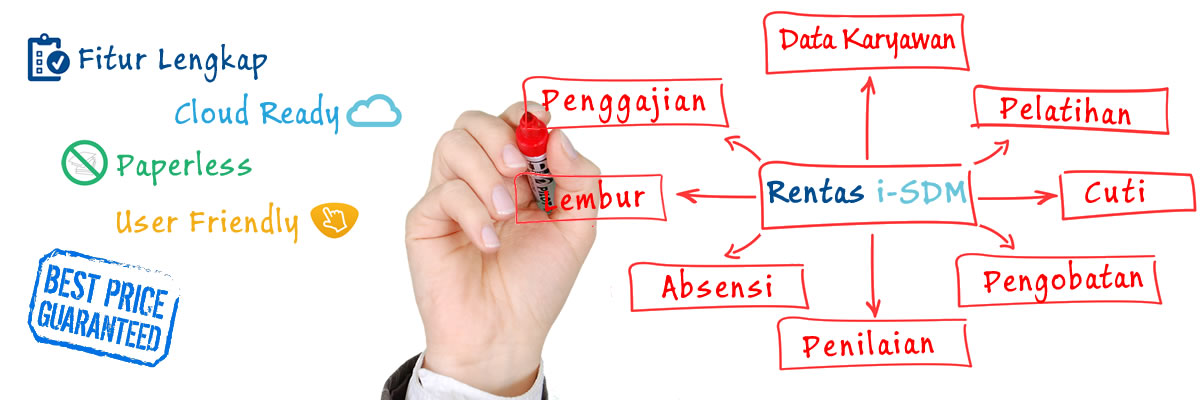 Fitur Lengkap
Cloud Ready
Paperless
User Friendly
BEST PRICE
GUARANTEED
Data Karyawan
Penggajian
Pelatihan
Lembur
Rentas i-SDM
Cuti
Absensi
Pengobatan
Penilaian